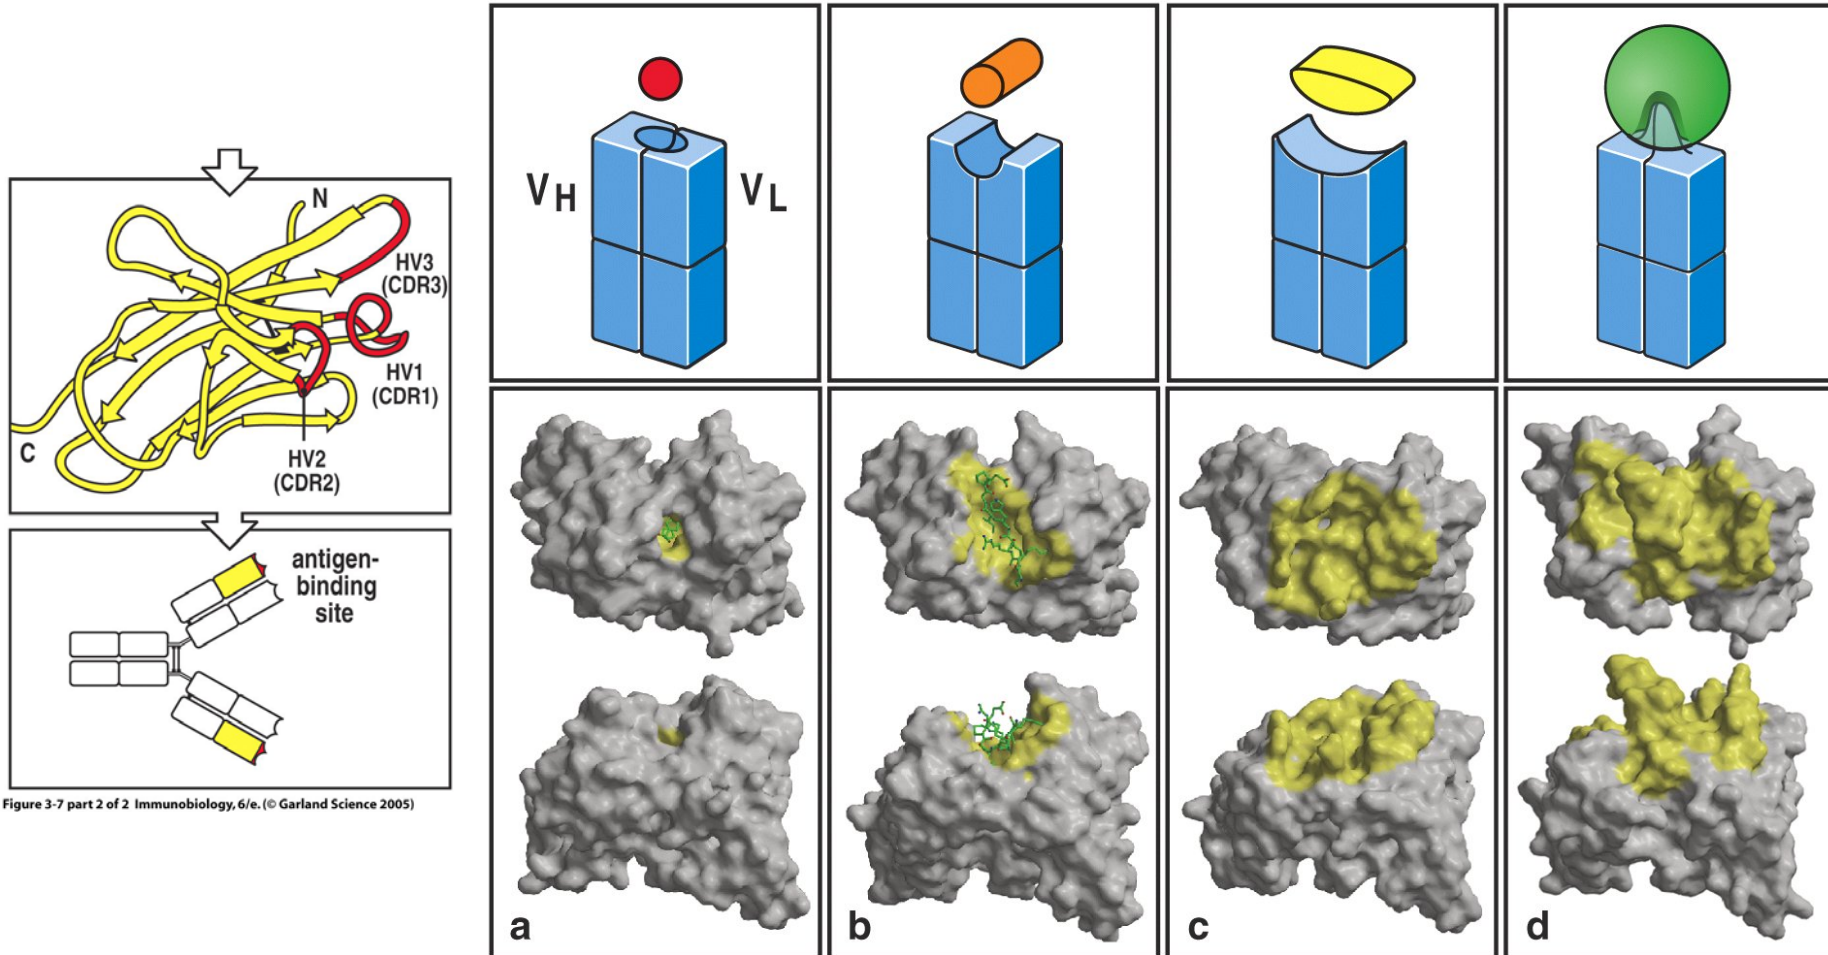 N
HV3
(CDR3)
HV1
(CDR1)
C
HV2
(CDR2)
antigen-
binding
site
Figure 3-7 part 2 of 2 Immunobiology, 6/e. (© Garland Science 2005)
VH
VL
a
b
c
d